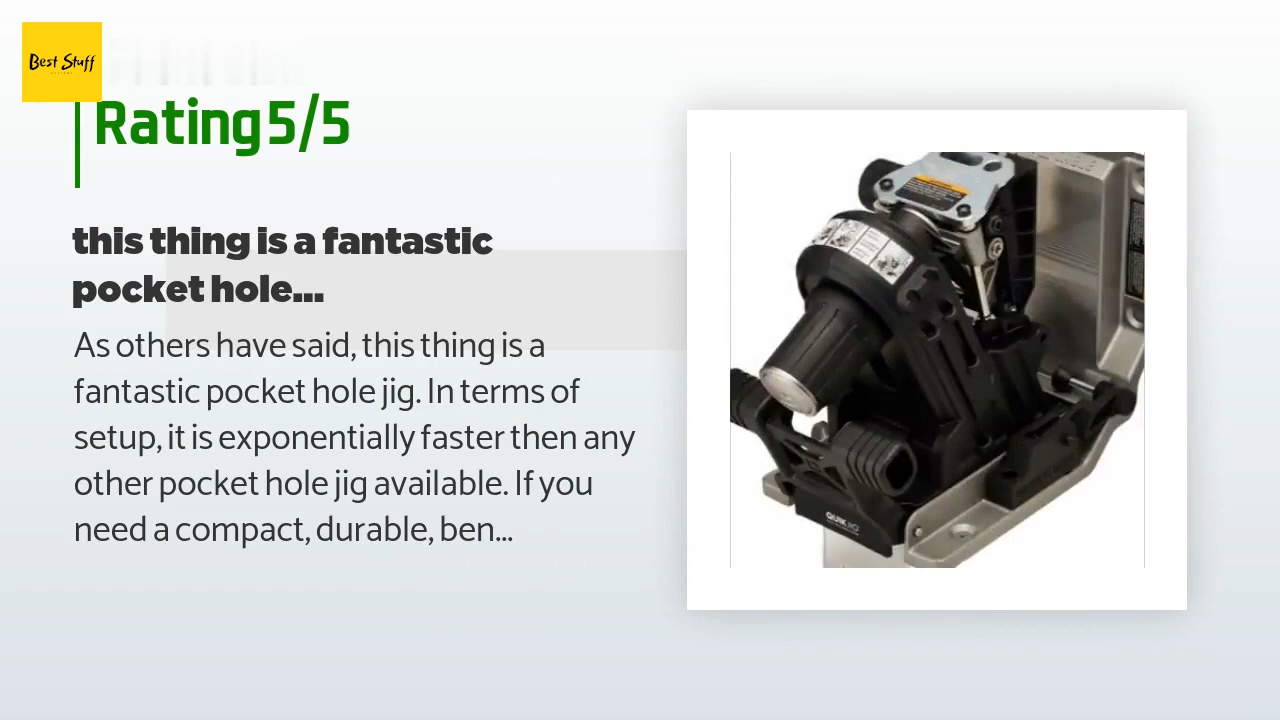 Best Stuff
Rating 5/5
this thing is a fantastic
pocket hole...
As others have said, this thing is a
fantastic pocket hole jig. In terms of
setup, it is exponentially faster then any
other pocket hole jig available. If you
need a compact, durable, ben...
QUIKJIG